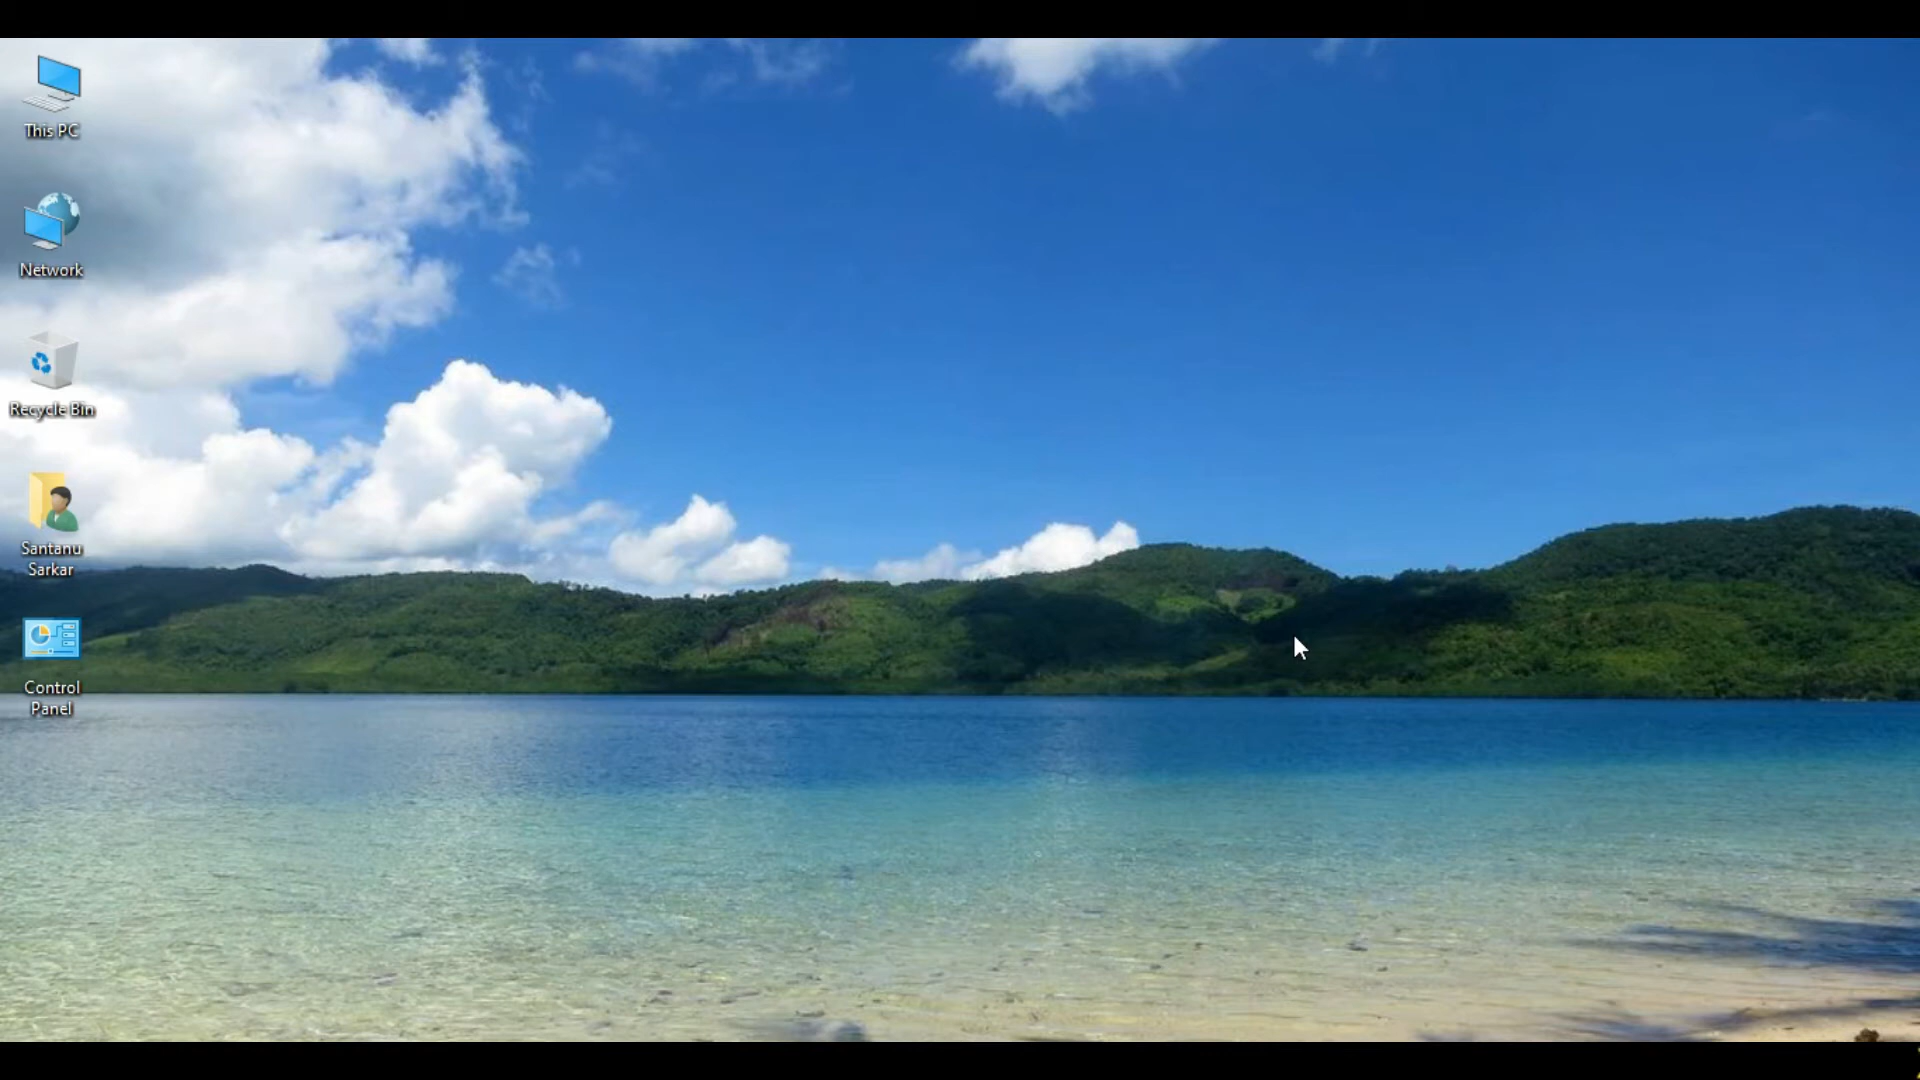 This PC
Network
Recycle Bin
Santanu
Sarkar
Control
Panel